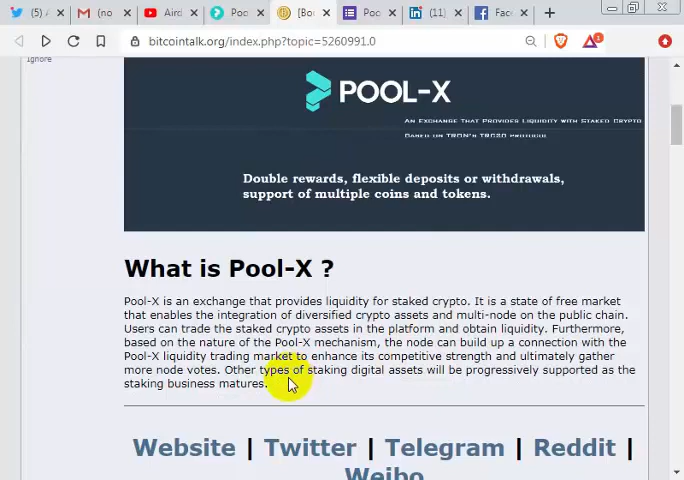 (5) A
(no
Aird
Poo
[Bo
Poo
(11)
Fac
bitcointalk.org/index.php?topic=5260991.0
1
Ignore
POOL-X
An Exchange That Provides Liquidity with Staked Crypto
Based on TRON's TRC20 protocol
Double rewards, flexible deposits or withdrawals,
support of multiple coins and tokens.
What is Pool-X ?
Pool-X is an exchange that provides liquidity for staked crypto. It is a state of free market
that enables the integration of diversified crypto assets and multi-node on the public chain.
Users can trade the staked crypto assets in the platform and obtain liquidity. Furthermore,
based on the nature of the Pool-X mechanism, the node can build up a connection with the
Pool-X liquidity trading market to enhance its competitive strength and ultimately gather
more node votes. Other types of staking digital assets will be progressively supported as the
staking business matures.
Website | Twitter | Telegram | Reddit |
Weibo